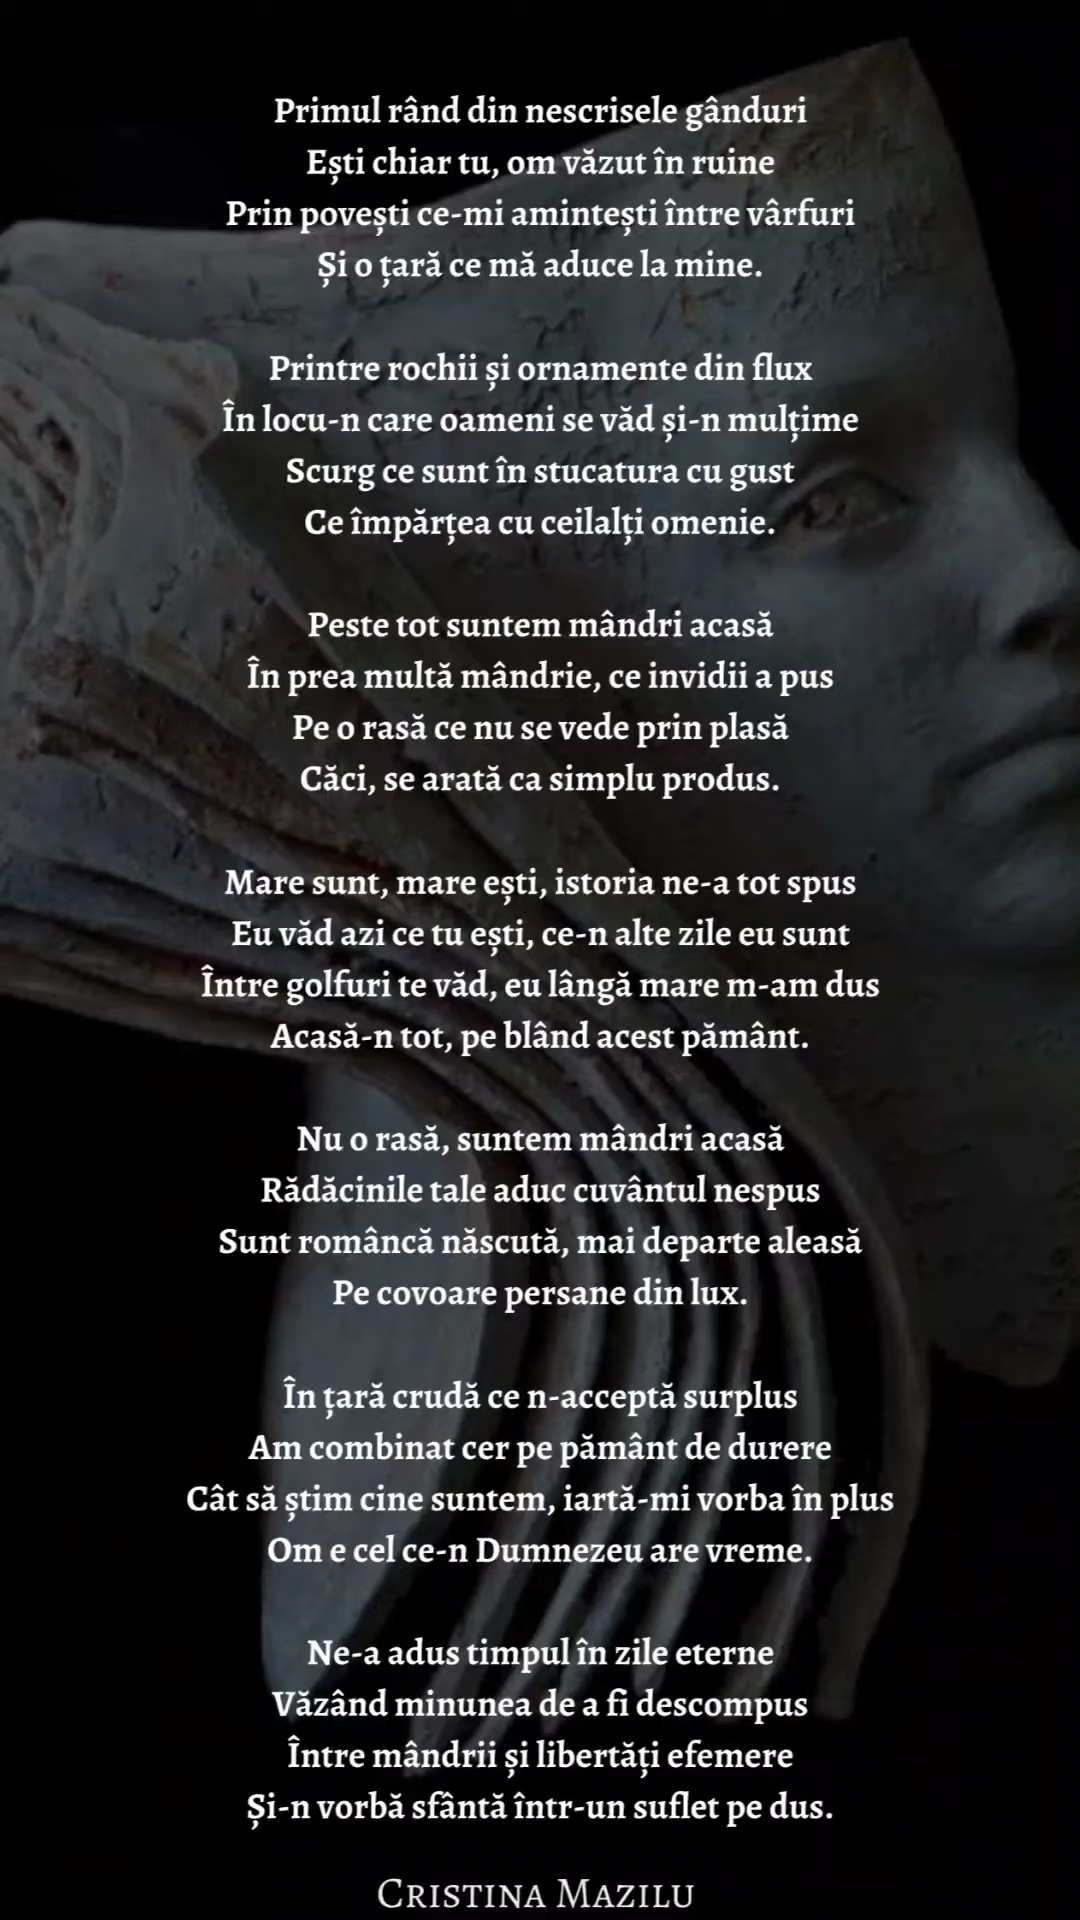 Primul rând din nescrisele gânduri
Ești chiar tu, om văzut în ruine
Prin povești ce-mi amintești între vârfuri
Și o țară ce mă aduce la mine.
Printre rochii și ornamente din flux
În locu-n care oameni se văd și-n mulțime
Scurg ce sunt în stucatura cu gust
Ce împărțea cu ceilalți omenie.
Peste tot suntem mândri acasă
În prea multă mândrie, ce invidii a pus
Pe o rasă ce nu se vede prin plasă
Căci, se arată ca simplu produs.
Mare sunt, mare ești, istoria ne-a tot spus
Eu văd azi ce tu ești, ce-n alte zile eu sunt
Între golfuri te văd, eu lângă mare m-am dus
Acasă-n tot, pe blând acest pământ.
Nu o rasă, suntem mândri acasă
Rădăcinile tale aduc cuvântul nespus
Sunt româncă născută, mai departe aleasă
Pe covoare persane din lux.
În țară crudă ce n-acceptă surplus
Am combinat cer pe pământ de durere
Cât să știm cine suntem, iartă-mi vorba în plus
Om e cel ce-n Dumnezeu are vreme.
Ne-a adus timpul în zile eterne
Văzând minunea de a fi descompus
Între mândrii și libertăți efemere
Și-n vorbă sfântă într-un suflet pe dus.
Cristina Mazilu